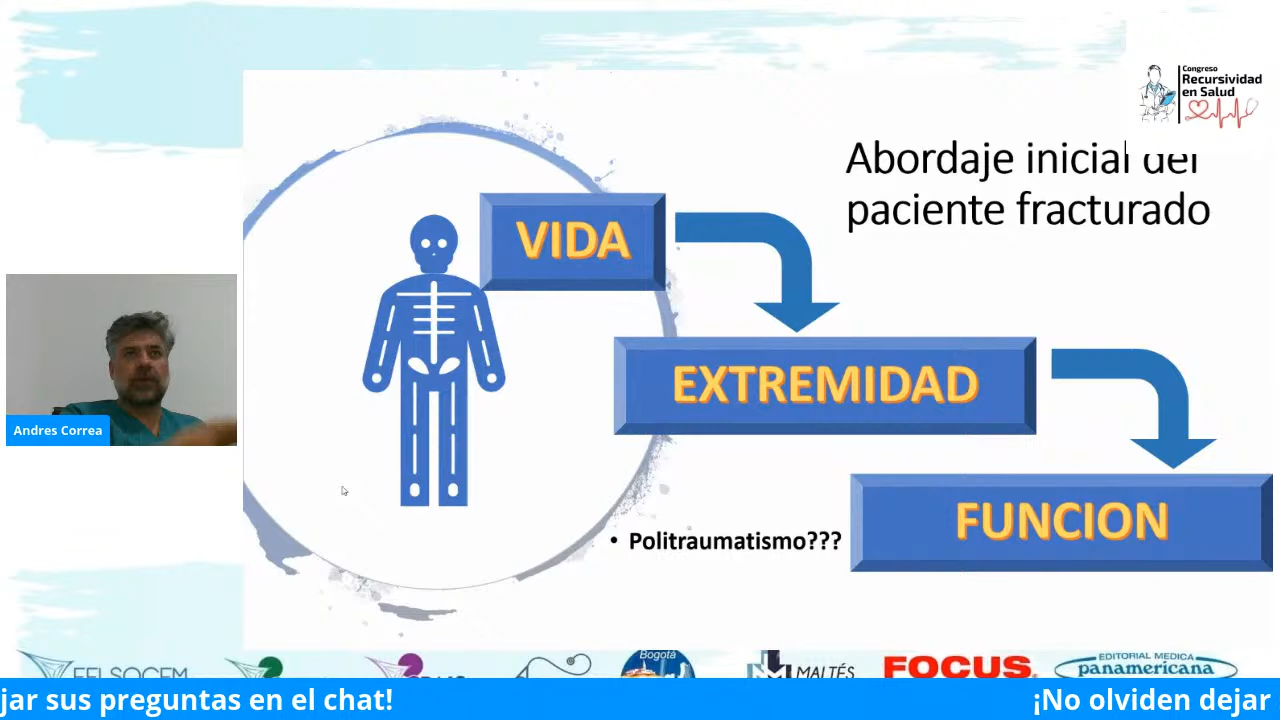 Congreso
Recursividad
en Salud
Abordaje inicial del
paciente fracturado
VIDA
EXTREMIDAD
FUNCION
• Politraumatismo???
Andres Correa
Bogotá
MALTÉS
FOCUS
EDITORIAL MEDICA
panamericana
jar sus preguntas en el chat!
¡No olviden dejar